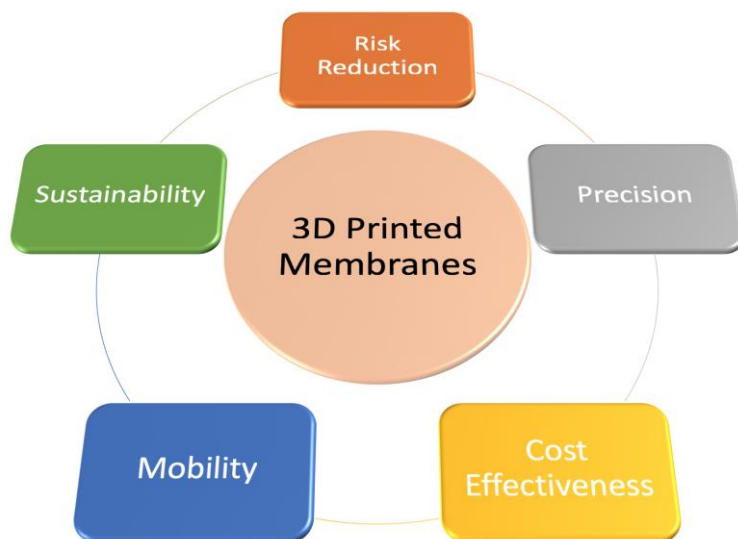 Risk
Reduction
Sustainability
Precision
3D Printed
Membranes
Mobility
Cost
Effectiveness